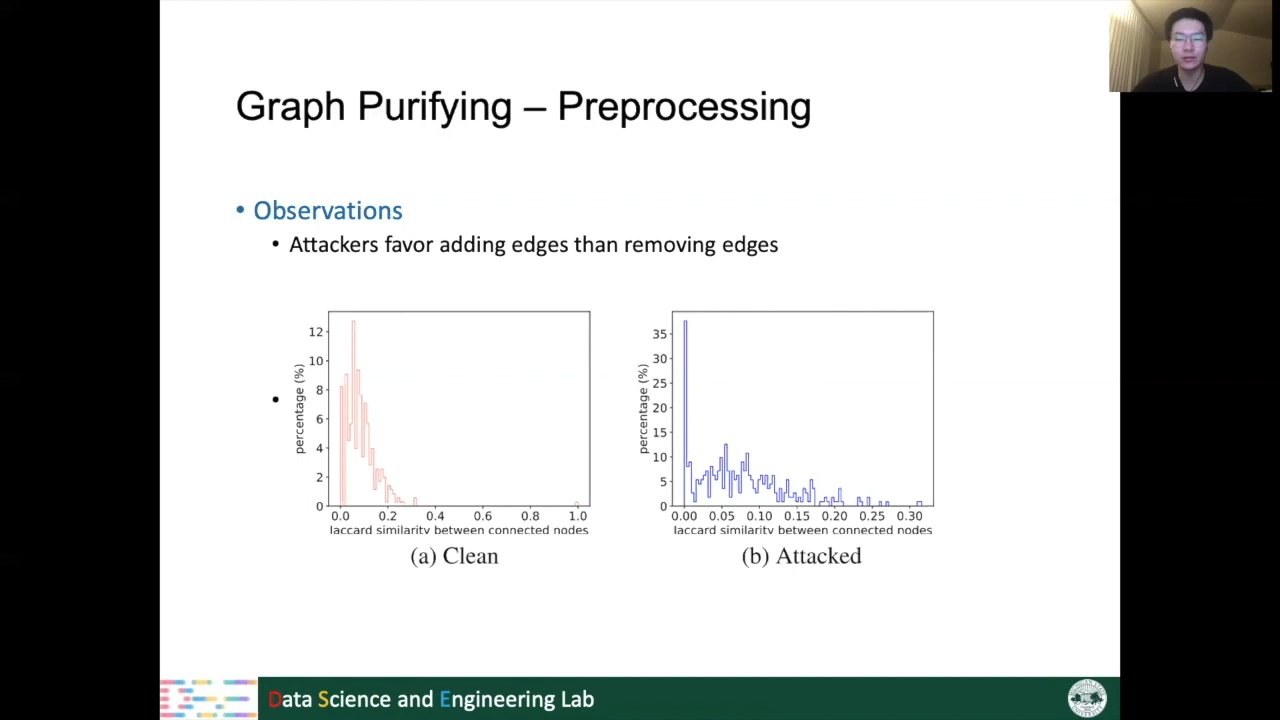 Graph Purifying – Preprocessing
• Observations
• Attackers favor adding edges than removing edges
•
percentage (%)
12
10
8
6
4
2
0
0.0 0.2 0.4 0.6 0.8 1.0
Jaccard similarity between connected nodes
(a) Clean
percentage (%)
35
30
25
20
15
10
5
0
0.00 0.05 0.10 0.15 0.20 0.25 0.30
Jaccard similarity between connected nodes
(b) Attacked
Data Science and Engineering Lab